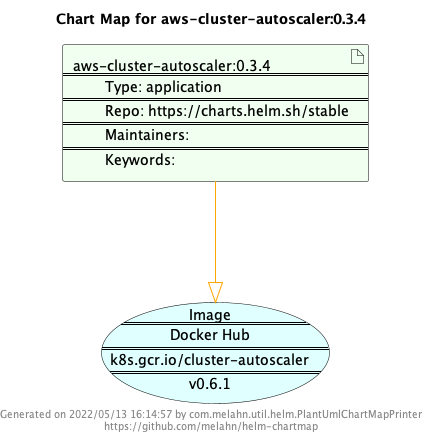 Chart Map for aws-cluster-autoscaler:0.3.4
aws-cluster-autoscaler:0.3.4
Type: application
Repo: https://charts.helm.sh/stable
Maintainers:
Keywords:
Image
Docker Hub
k8s.gcr.io/cluster-autoscaler
v0.6.1
Generated on 2022/05/13 16:14:57 by com.melahn.util.helm.PlantUmlChartMapPrinter
https://github.com/melahn/helm-chartmap